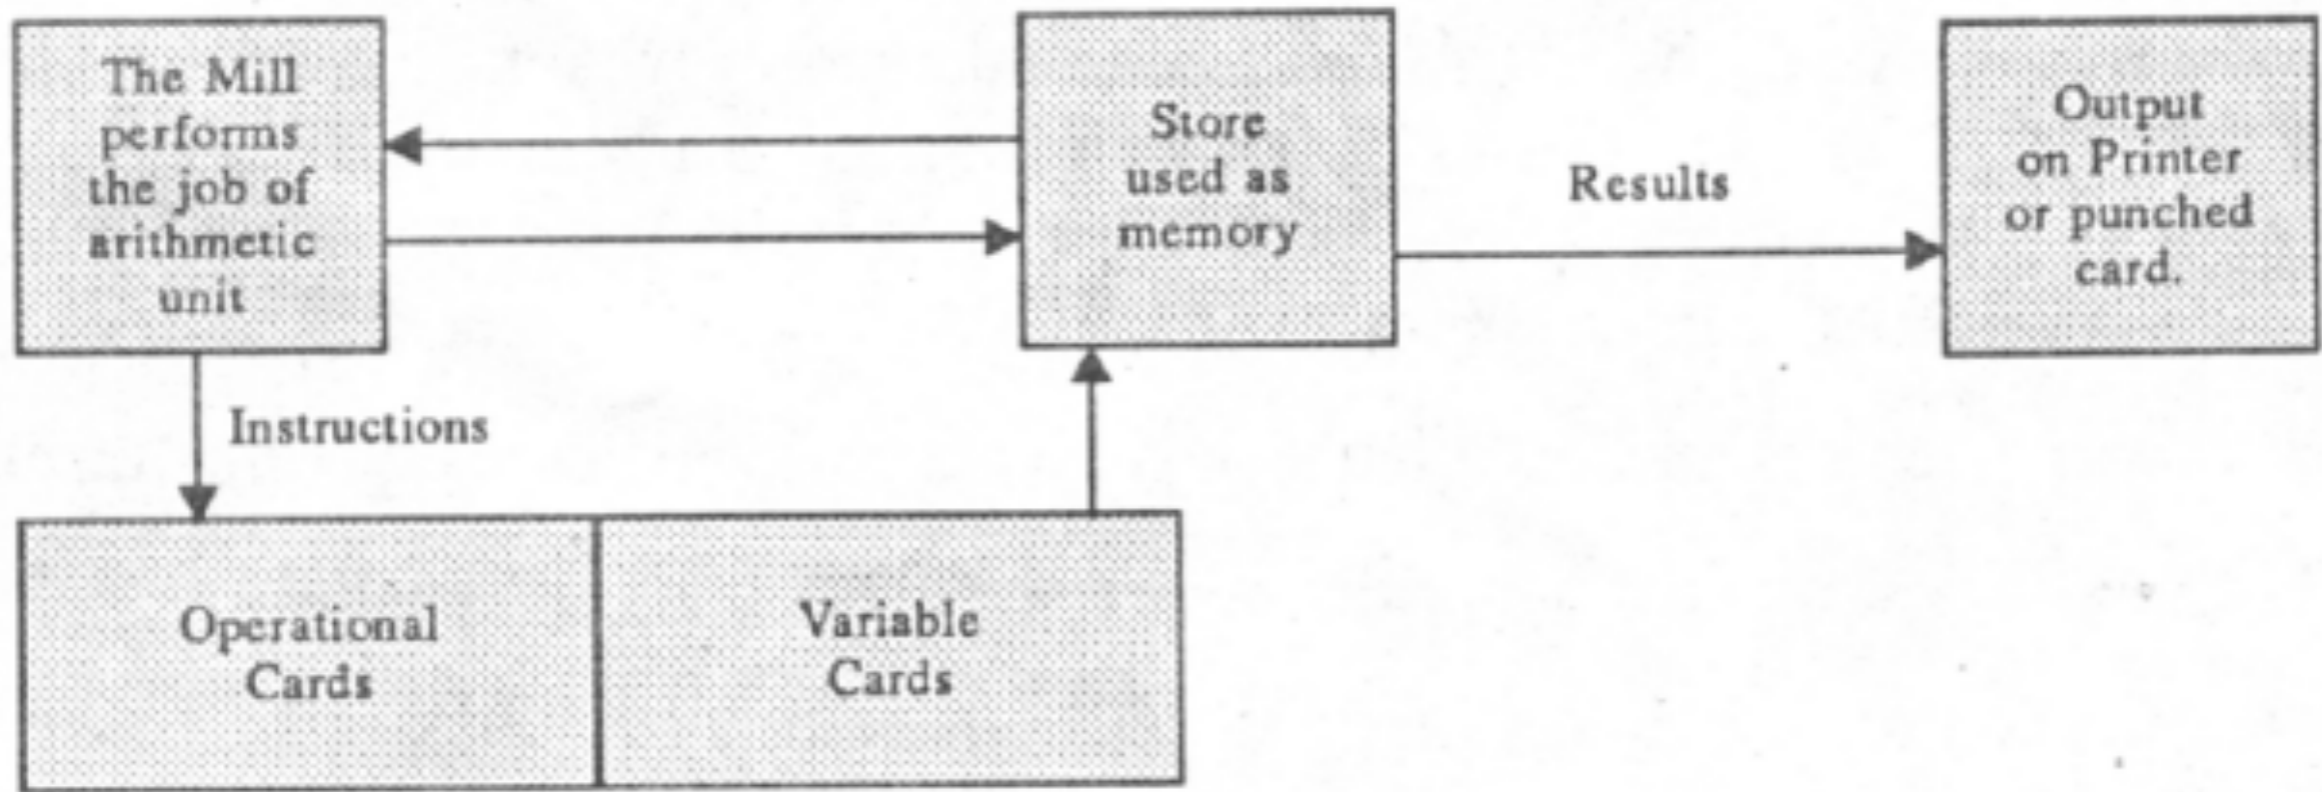 The Mill
performs
the job of
arithmetic
unit
Store
used as
memory
Results
Output
on Printer
or punched
card.
Instructions
Operational
Cards
Variable
Cards